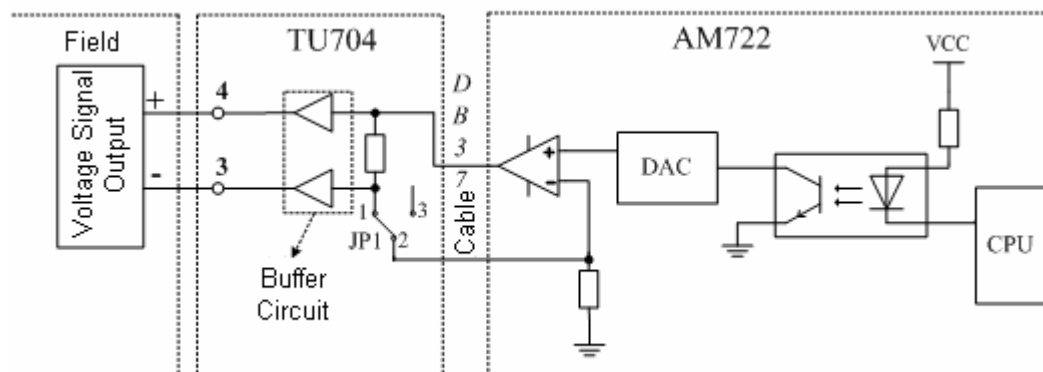 Field
TU704
AM722
Voltage Signal
Output
+
-
4
3
1
3
JP1
2
Buffer
Circuit
D
B
3
7
Cable
+
-
DAC
VCC
CPU